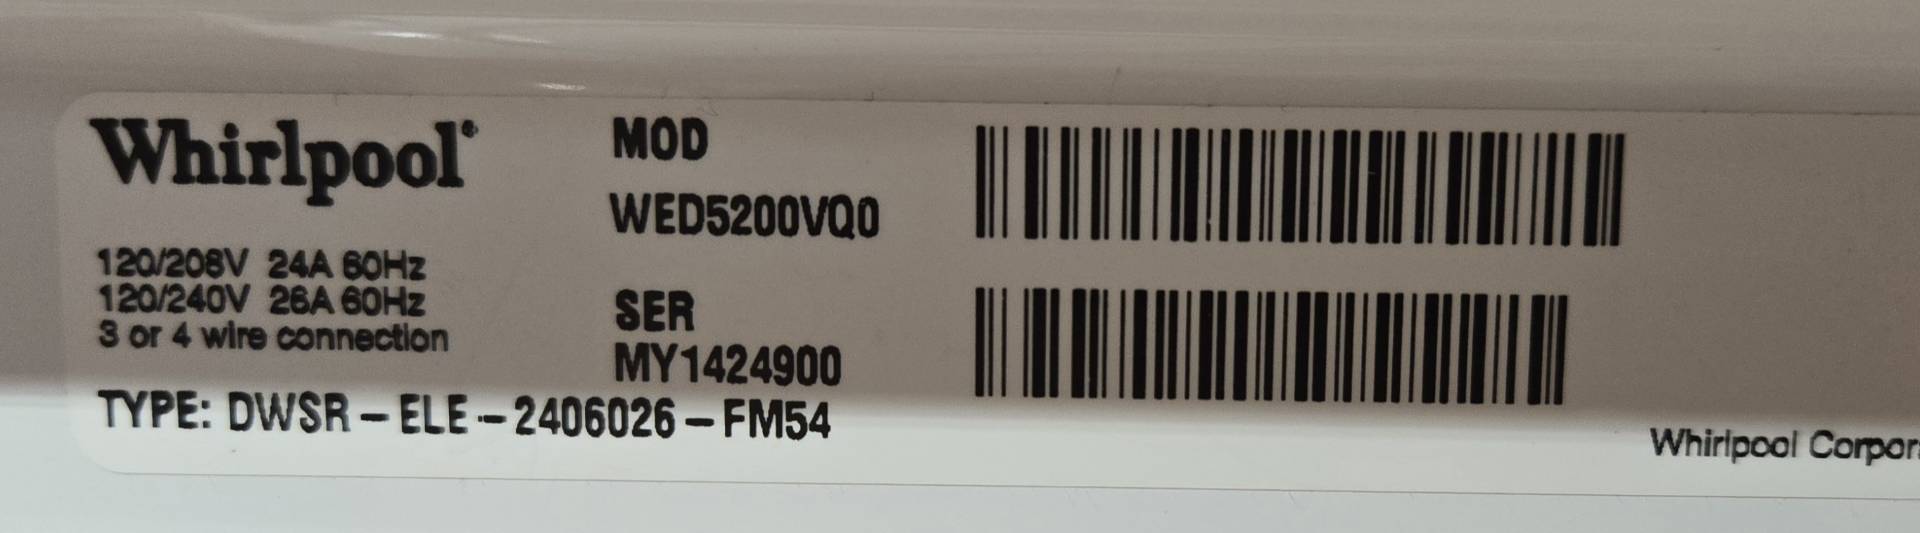 Whirlpool®
120/208V 24A 60Hz
120/240V 26A 60Hz
3 or 4 wire connection
TYPE: DWSR – ELE – 2406026 – FM54
MOD
WED5200VQ0
SER
MY1424900
Whirlpool